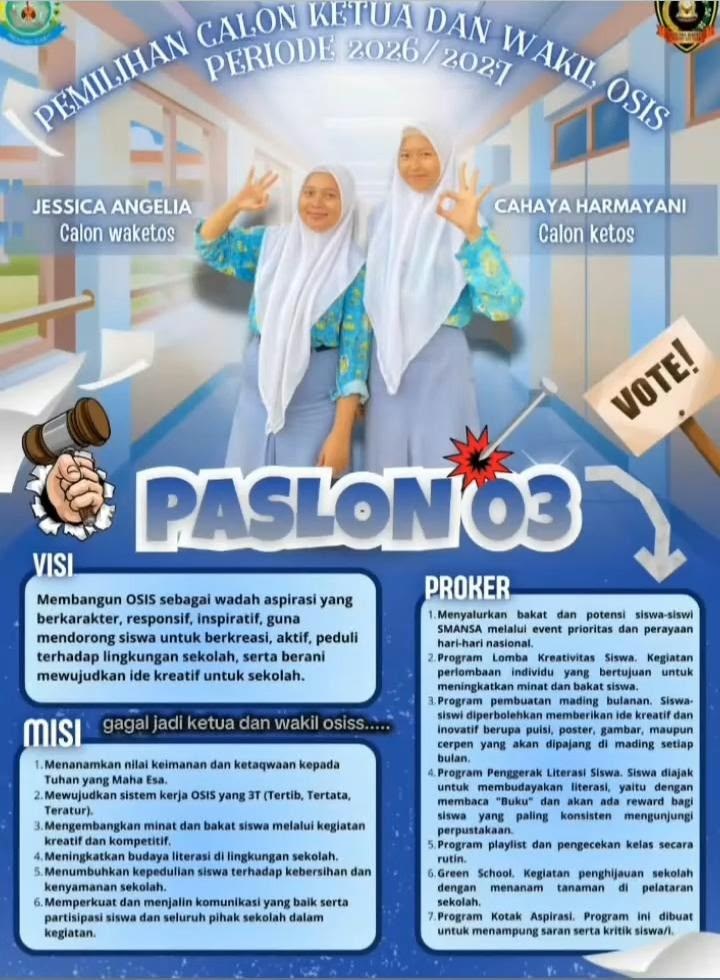 PEMILIHAN CALON KETUA DAN WAKIL OSIS
PERIODE 2026/2027
JESSICA ANGELIA
Calon waketos
CAHAYA HARMAYANI
Calon ketos
VOTE!
PASLON 03
VISI
Membangun OSIS sebagai wadah aspirasi yang
berkarakter, responsif, inspiratif, guna
mendorong siswa untuk berkreasi, aktif, peduli
terhadap lingkungan sekolah, serta berani
mewujudkan ide kreatif untuk sekolah.
gagal jadi ketua dan wakil osiss.....
MISI
1. Menanamkan nilai keimanan dan ketaqwaan kepada
Tuhan yang Maha Esa.
2. Mewujudkan sistem kerja OSIS yang 3T (Tertib, Tertata,
Teratur).
3. Mengembangkan minat dan bakat siswa melalui kegiatan
kreatif dan kompetitif.
4. Meningkatkan budaya literasi di lingkungan sekolah.
5. Menumbuhkan kepedulian siswa terhadap kebersihan dan
kenyamanan sekolah.
6. Memperkuat dan menjalin komunikasi yang baik serta
partisipasi siswa dan seluruh pihak sekolah dalam
kegiatan.
PROKER
1. Menyalurkan bakat dan potensi siswa-siswi
SMANSA melalui event prioritas dan perayaan
hari-hari nasional.
2. Program Lomba Kreativitas Siswa. Kegiatan
perlombaan individu yang bertujuan untuk
meningkatkan minat dan bakat siswa.
3. Program pembuatan mading bulanan. Siswa-
siswi diperbolehkan memberikan ide kreatif dan
inovatif berupa puisi, poster, gambar, maupun
cerpen yang akan dipajang di mading setiap
bulan.
4. Program Penggerak Literasi Siswa. Siswa diajak
untuk membudayakan literasi, yaitu dengan
membaca "Buku" dan akan ada reward bagi
siswa yang paling konsisten mengunjungi
perpustakaan.
5. Program playlist dan pengecekan kelas secara
rutin.
6. Green School. Kegiatan penghijauan sekolah
dengan menanam tanaman di pelataran
sekolah.
7. Program Kotak Aspirasi. Program ini dibuat
untuk menampung saran serta kritik siswa/i.